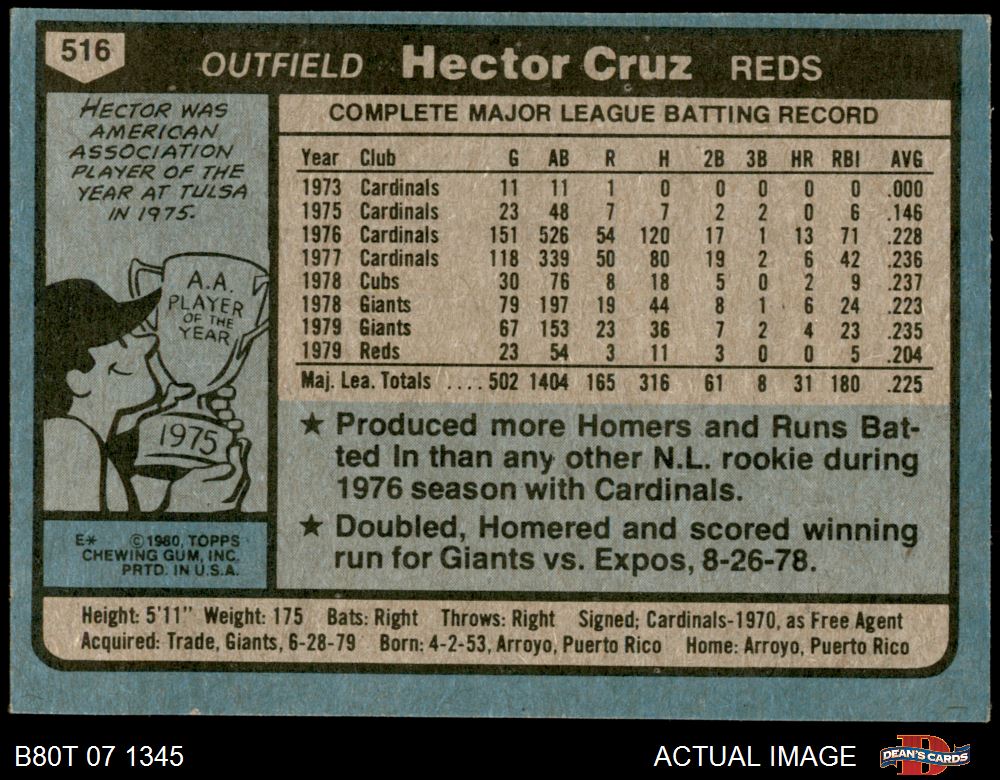 516
OUTFIELD Hector Cruz REDS
HECTOR WAS
AMERICAN
ASSOCIATION
PLAYER OF THE
YEAR AT TULSA
IN 1975.
A.A.
PLAYER
OF THE
YEAR
1975
E* ©1980, TOPPS
CHEWING GUM, INC.
PRTD. IN U.S.A.
COMPLETE MAJOR LEAGUE BATTING RECORD
Year Club G AB R H 2B 3B HR RBI AVG
1973 Cardinals 11 11 1 0 0 0 0 0 .000
1975 Cardinals 23 48 7 7 2 2 0 6 .146
1976 Cardinals 151 526 54 120 17 1 13 71 .228
1977 Cardinals 118 339 50 80 19 2 6 42 .236
1978 Cubs 30 76 8 18 5 0 2 9 .237
1978 Giants 79 197 19 44 8 1 6 24 .223
1979 Giants 67 153 23 36 7 2 4 23 .235
1979 Reds 23 54 3 11 3 0 0 5 .204
Maj. Lea. Totals ....502 1404 165 316 61 8 31 180 .225
★ Produced more Homers and Runs Bat-
ted In than any other N.L. rookie during
1976 season with Cardinals.
★ Doubled, Homered and scored winning
run for Giants vs. Expos, 8-26-78.
Height: 5'11" Weight: 175 Bats: Right Throws: Right Signed; Cardinals-1970, as Free Agent
Acquired: Trade, Giants, 6-28-79 Born: 4-2-53, Arroyo, Puerto Rico Home: Arroyo, Puerto Rico
B80T 07 1345 ACTUAL IMAGE DEAN'S CARDS